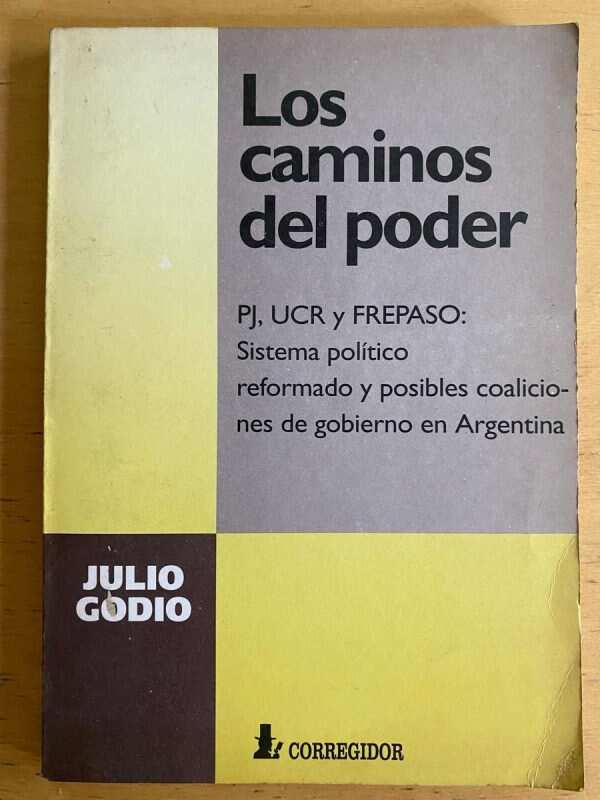 Los
caminos
del poder
PJ, UCR y FREPASO:
Sistema político
reformado y posibles coalicio-
nes de gobierno en Argentina
JULIO
GODIO
CORREGIDOR